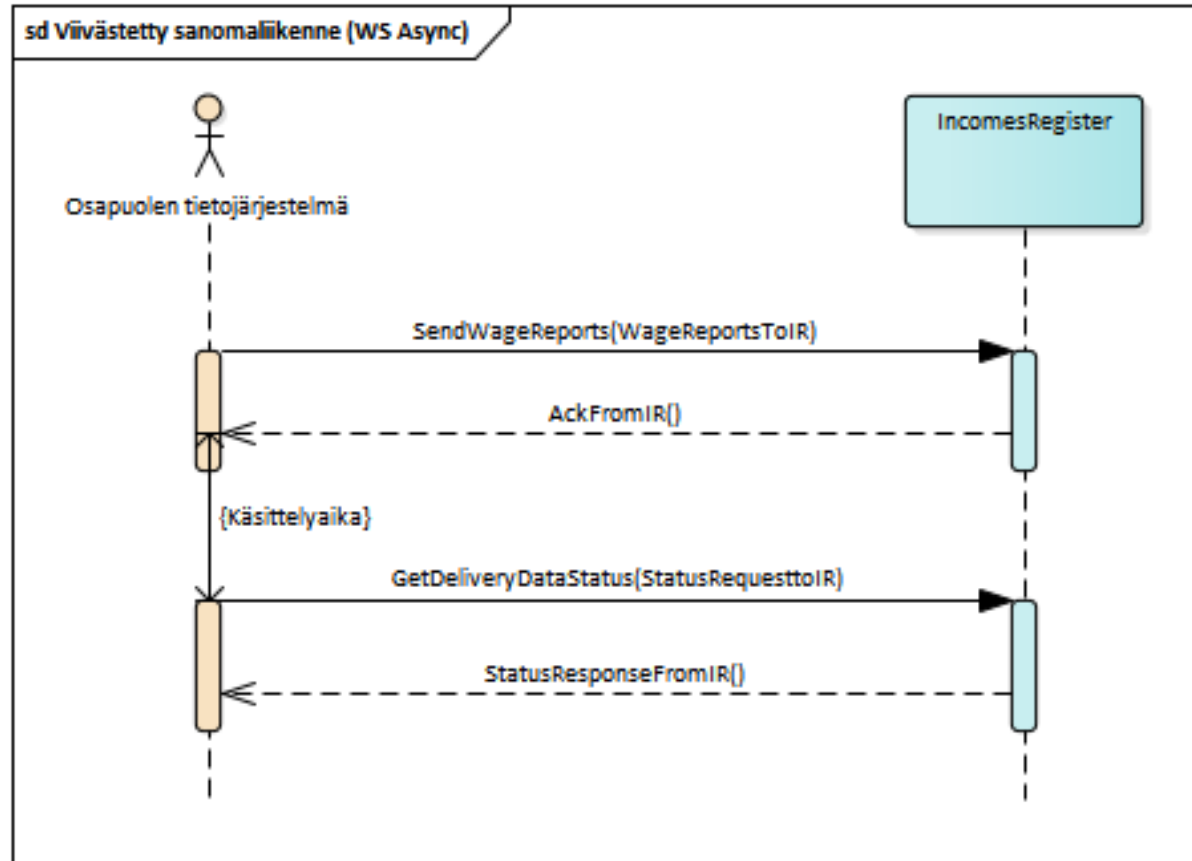 sd Viivästetty sanomaliikenne (WS Async)
IncomesRegister
Osapuolen tietojärjestelmä
SendWageReports(WageReportsToIR)
AckFromIR()
{Käsittelyaika}
GetDeliveryDataStatus(StatusRequesttoIR)
StatusResponseFromIR()